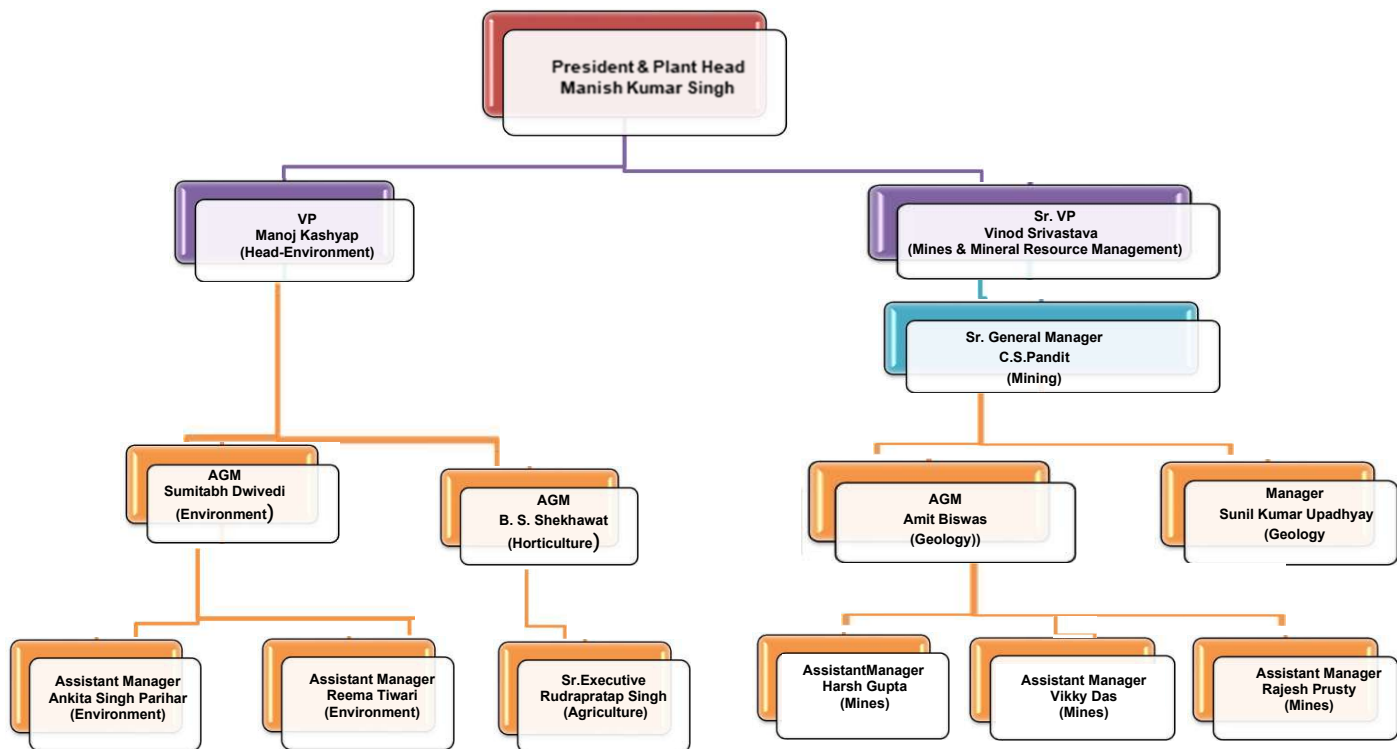 President & Plant Head
Manish Kumar Singh
VP
Manoj Kashyap
(Head-Environment)
Sr. VP
Vinod Srivastava
(Mines & Mineral Resource Management)
Sr. General Manager
C.S.Pandit
(Mining)
AGM
Sumitabh Dwivedi
(Environment)
AGM
B. S. Shekhawat
(Horticulture)
AGM
Amit Biswas
(Geology))
Manager
Sunil Kumar Upadhyay
(Geology
Assistant Manager
Ankita Singh Parihar
(Environment)
Assistant Manager
Reema Tiwari
(Environment)
Sr.Executive
Rudrapratap Singh
(Agriculture)
AssistantManager
Harsh Gupta
(Mines)
Assistant Manager
Vikky Das
(Mines)
Assistant Manager
Rajesh Prusty
(Mines)